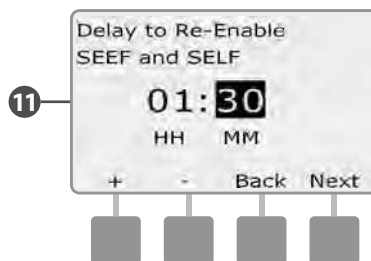 Delay to Re-Enable
SEEF and SELF
11
01:30
HH MM
+ - Back Next